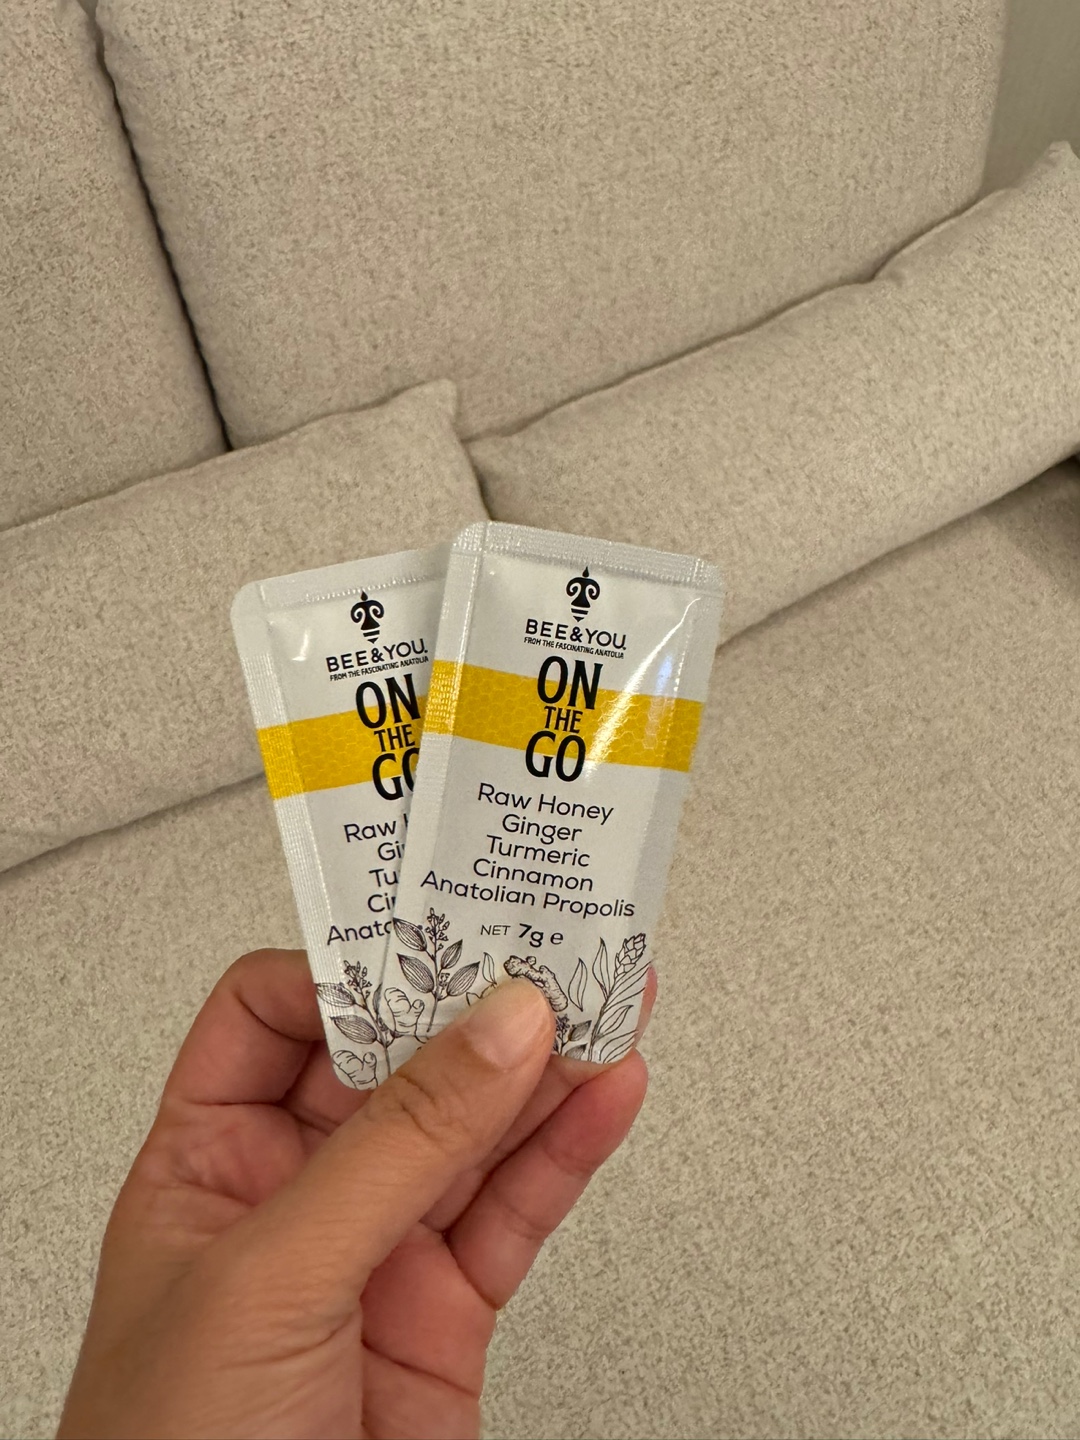 BEE&YOU.
FROM THE FASCINATING ANATOLIA
ON
THE
GO
Raw
BEE&YOU.
FROM THE FASCINATING ANATOLIA
ON
THE
GO
Raw Honey
Ginger
Turmeric
Cinnamon
Anatolian Propolis
NET 7g e